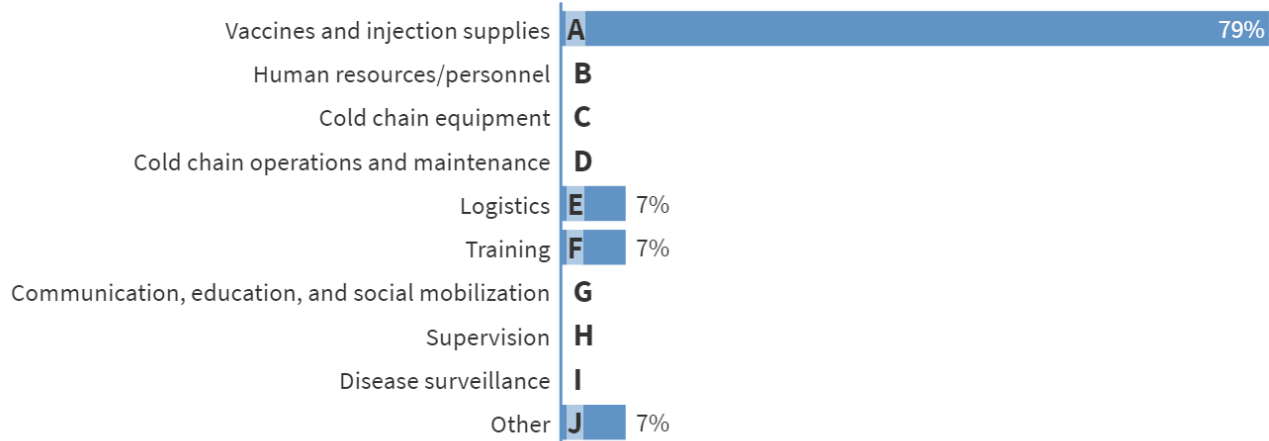 Vaccines and injection supplies A 79%
Human resources/personnel B
Cold chain equipment C
Cold chain operations and maintenance D
Logistics E 7%
Training F 7%
Communication, education, and social mobilization G
Supervision H
Disease surveillance I
Other J 7%